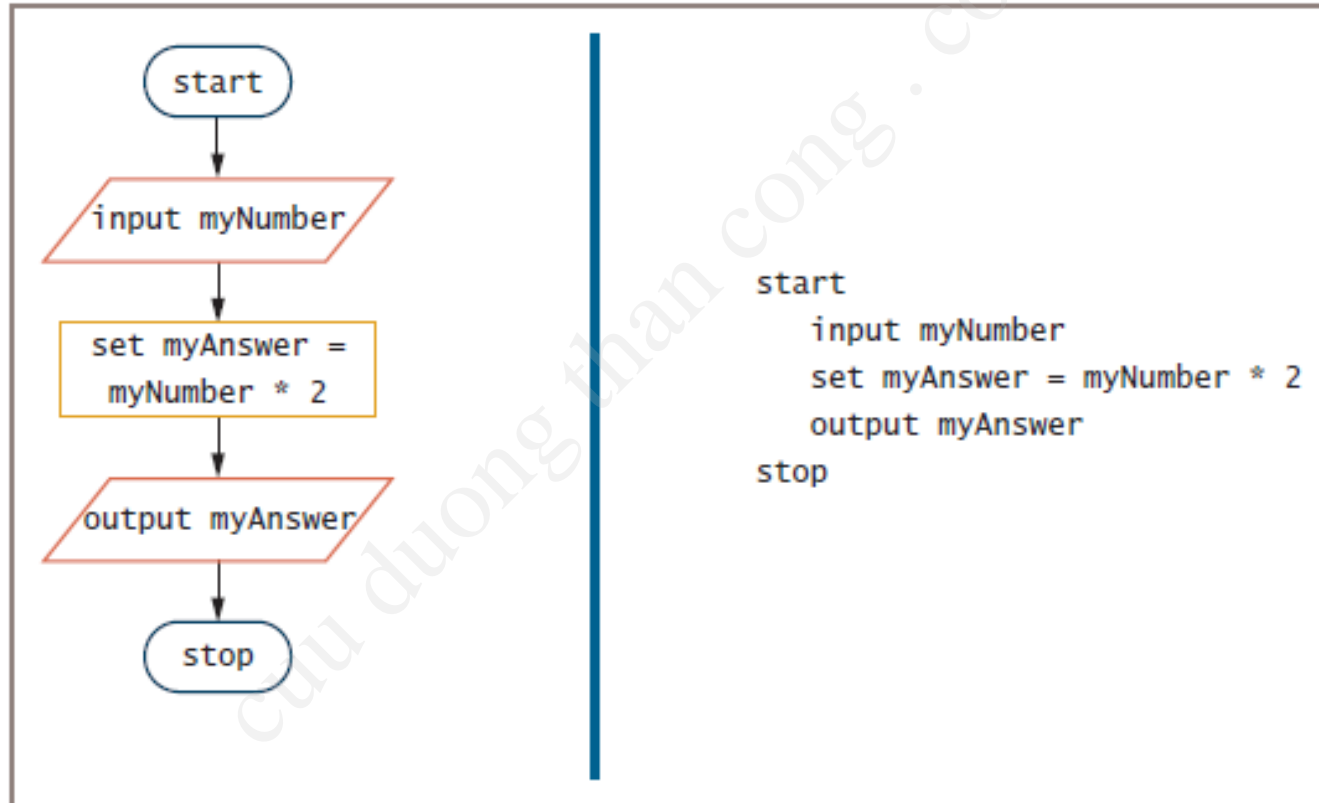 start
input myNumber
set myAnswer =
myNumber * 2
output myAnswer
stop
start
input myNumber
set myAnswer = myNumber * 2
output myAnswer
stop
cuu duong than cong . co